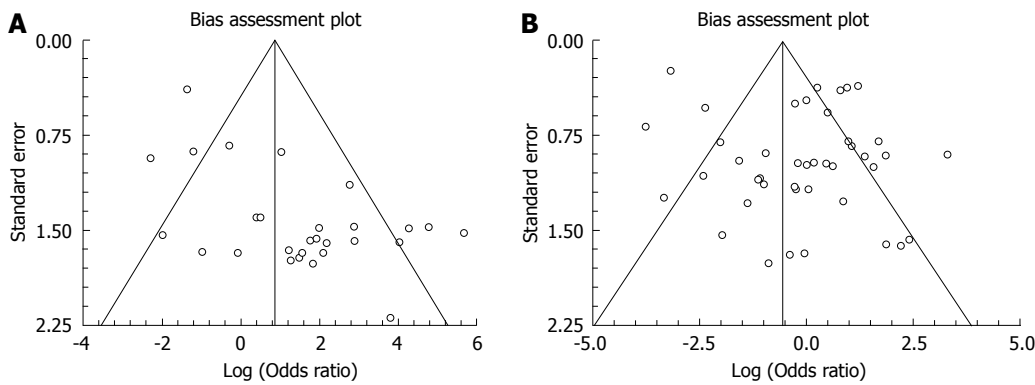 A
Bias assessment plot
0.00
0.75
1.50
2.25
Standard error
-4 -2 0 2 4 6
Log (Odds ratio)
B
Bias assessment plot
0.00
0.75
1.50
2.25
Standard error
-5.0 -2.5 0.0 2.5 5.0
Log (Odds ratio)